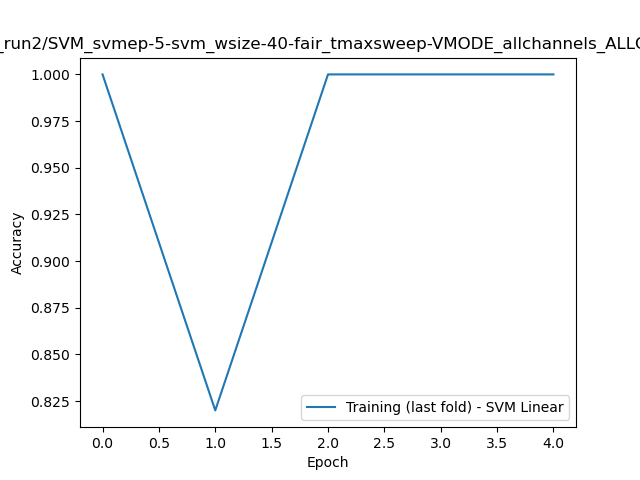 _run2/SVM_svmep-5-svm_wsize-40-fair_tmaxsweep-VMODE_allchannels_ALLC
1.000
0.975
0.950
0.925
0.900
0.875
0.850
0.825
Accuracy
Training (last fold) - SVM Linear
0.0 0.5 1.0 1.5 2.0 2.5 3.0 3.5 4.0
Epoch